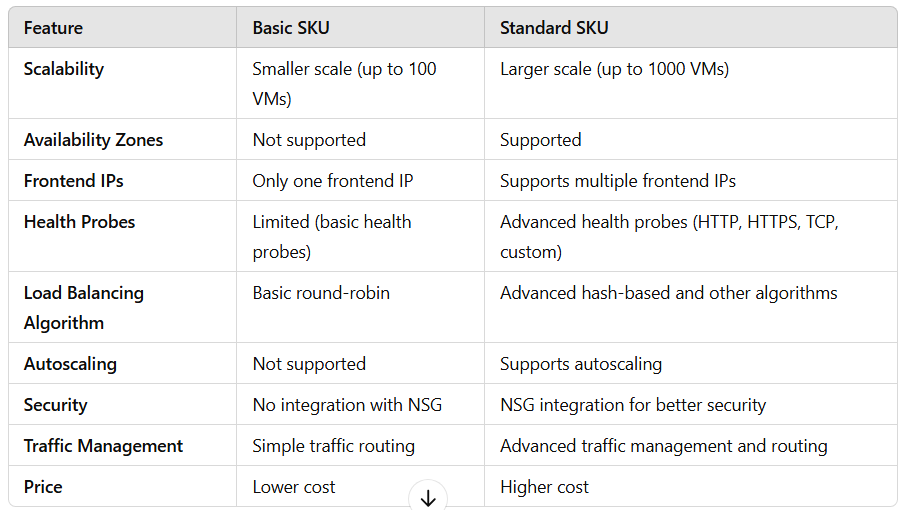 Feature Basic SKU Standard SKU
Scalability Smaller scale (up to 100 Larger scale (up to 1000 VMs)
VMs)
Availability Zones Not supported Supported
Frontend IPs Only one frontend IP Supports multiple frontend IPs
Health Probes Limited (basic health Advanced health probes (HTTP, HTTPS, TCP,
probes) custom)
Load Balancing Basic round-robin Advanced hash-based and other algorithms
Algorithm
Autoscaling Not supported Supports autoscaling
Security No integration with NSG NSG integration for better security
Traffic Management Simple traffic routing Advanced traffic management and routing
Price Lower cost Higher cost